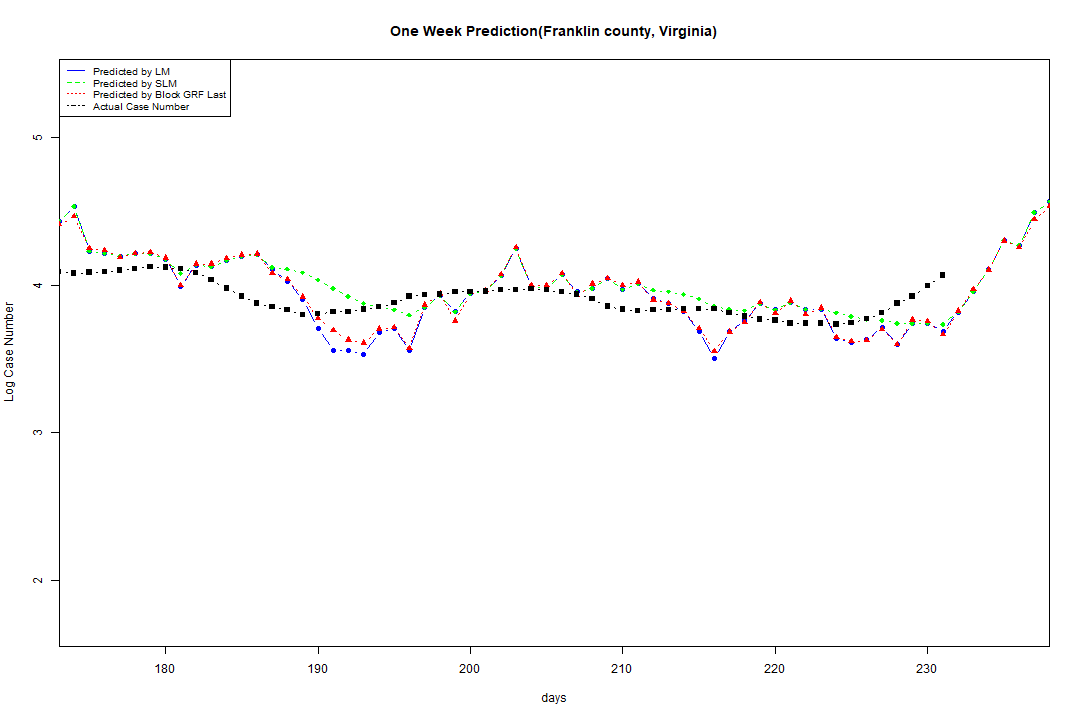 One Week Prediction(Franklin county, Virginia)
Predicted by LM
Predicted by SLM
Predicted by Block GRF Last
Actual Case Number
5
4
3
2
Log Case Number
180 190 200 210 220 230
days